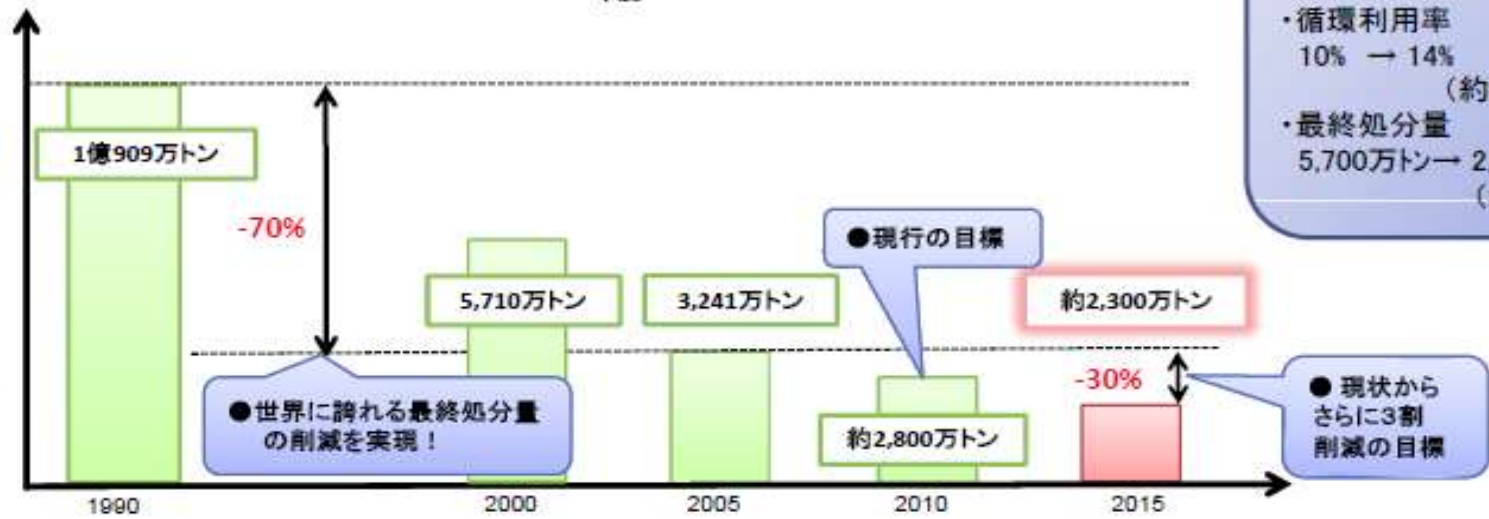 ・循環利用率
10% → 14%
（約
・最終処分量
5,700万トン→ 2,
（
1億909万トン
-70%
●現行の目標
5,710万トン
3,241万トン
約2,300万トン
-30%
●世界に誇れる最終処分量
の削減を実現！
約2,800万トン
● 現状から
さらに3割
削減の目標
1990
2000
2005
2010
2015